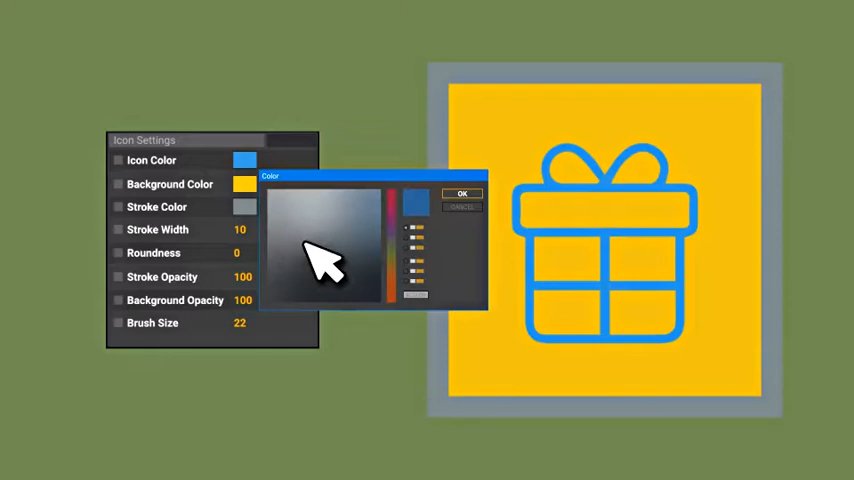 Icon Settings
Icon Color
Background Color
Stroke Color
Stroke Width 10
Roundness 0
Stroke Opacity 100
Background Opacity 100
Brush Size 22
Color
OK
CANCEL